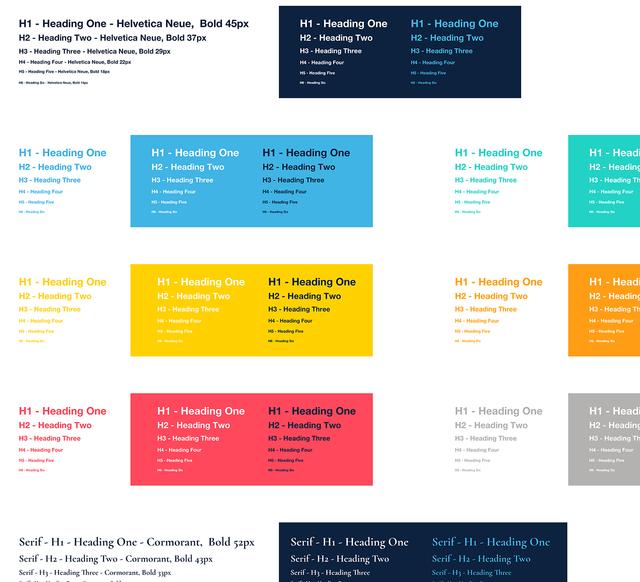 H1 - Heading One - Helvetica Neue,  Bold 45px
H2 - Heading Two - Helvetica Neue, Bold 37px
H3 - Heading Three - Helvetica Neue, Bold 29px
H4 - Heading Four - Helvetica Neue, Bold 22px
H5 - Heading Five - Helvetica Neue, Bold 18px
H6 - Heading Six - Helvetica Neue, Bold 14px
H1 - Heading One
H2 - Heading Two
H3 - Heading Three
H4 - Heading Four
H5 - Heading Five
H6 - Heading Six
H1 - Heading One
H2 - Heading Two
H3 - Heading Three
H4 - Heading Four
H5 - Heading Five
H6 - Heading Six
H1 - Heading One
H2 - Heading Two
H3 - Heading Three
H4 - Heading Four
H5 - Heading Five
H6 - Heading Six
H1 - Heading One
H2 - Heading Two
H3 - Heading Three
H4 - Heading Four
H5 - Heading Five
H6 - Heading Six
H1 - Heading One
H2 - Heading Two
H3 - Heading Three
H4 - Heading Four
H5 - Heading Five
H6 - Heading Six
H1 - Heading One
H2 - Heading Two
H3 - Heading Three
H4 - Heading Four
H5 - Heading Five
H6 - Heading Six
H1 - Headi
H2 - Headin
H3 - Heading T
H4 - Heading Four
H5 - Heading Five
H6 - Heading Six
H1 - Heading One
H2 - Heading Two
H3 - Heading Three
H4 - Heading Four
H5 - Heading Five
H6 - Heading Six
H1 - Heading One
H2 - Heading Two
H3 - Heading Three
H4 - Heading Four
H5 - Heading Five
H6 - Heading Six
H1 - Heading One
H2 - Heading Two
H3 - Heading Three
H4 - Heading Four
H5 - Heading Five
H6 - Heading Six
H1 - Heading One
H2 - Heading Two
H3 - Heading Three
H4 - Heading Four
H5 - Heading Five
H6 - Heading Six
H1 - Headi
H2 - Headin
H3 - Heading T
H4 - Heading Four
H5 - Heading Five
H6 - Heading Six
H1 - Heading One
H2 - Heading Two
H3 - Heading Three
H4 - Heading Four
H5 - Heading Five
H6 - Heading Six
H1 - Heading One
H2 - Heading Two
H3 - Heading Three
H4 - Heading Four
H5 - Heading Five
H6 - Heading Six
H1 - Heading One
H2 - Heading Two
H3 - Heading Three
H4 - Heading Four
H5 - Heading Five
H6 - Heading Six
H1 - Heading One
H2 - Heading Two
H3 - Heading Three
H4 - Heading Four
H5 - Heading Five
H6 - Heading Six
H1 - Headi
H2 - Headin
H3 - Heading T
H4 - Heading Four
H5 - Heading Five
H6 - Heading Six
Serif - H1 - Heading One - Cormorant,  Bold 52px
Serif - H2 - Heading Two - Cormorant, Bold 43px
Serif - H3 - Heading Three - Cormorant, Bold 33px
Serif - H1 - Heading One
Serif - H2 - Heading Two
Serif - H3 - Heading Three
Serif - H1 - Heading One
Serif - H2 - Heading Two
Serif - H3 - Heading Three